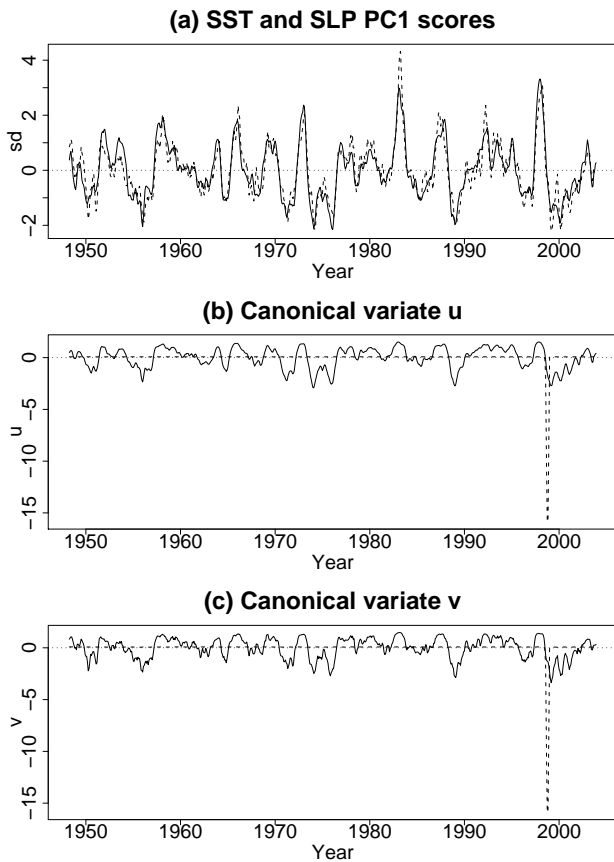 (a) SST and SLP PC1 scores
sd
4
2
0
−2
1950 1960 1970 1980 1990 2000
Year
(b) Canonical variate u
u
0
−5
−10
−15
1950 1960 1970 1980 1990 2000
Year
(c) Canonical variate v
v
0
−5
−10
−15
1950 1960 1970 1980 1990 2000
Year